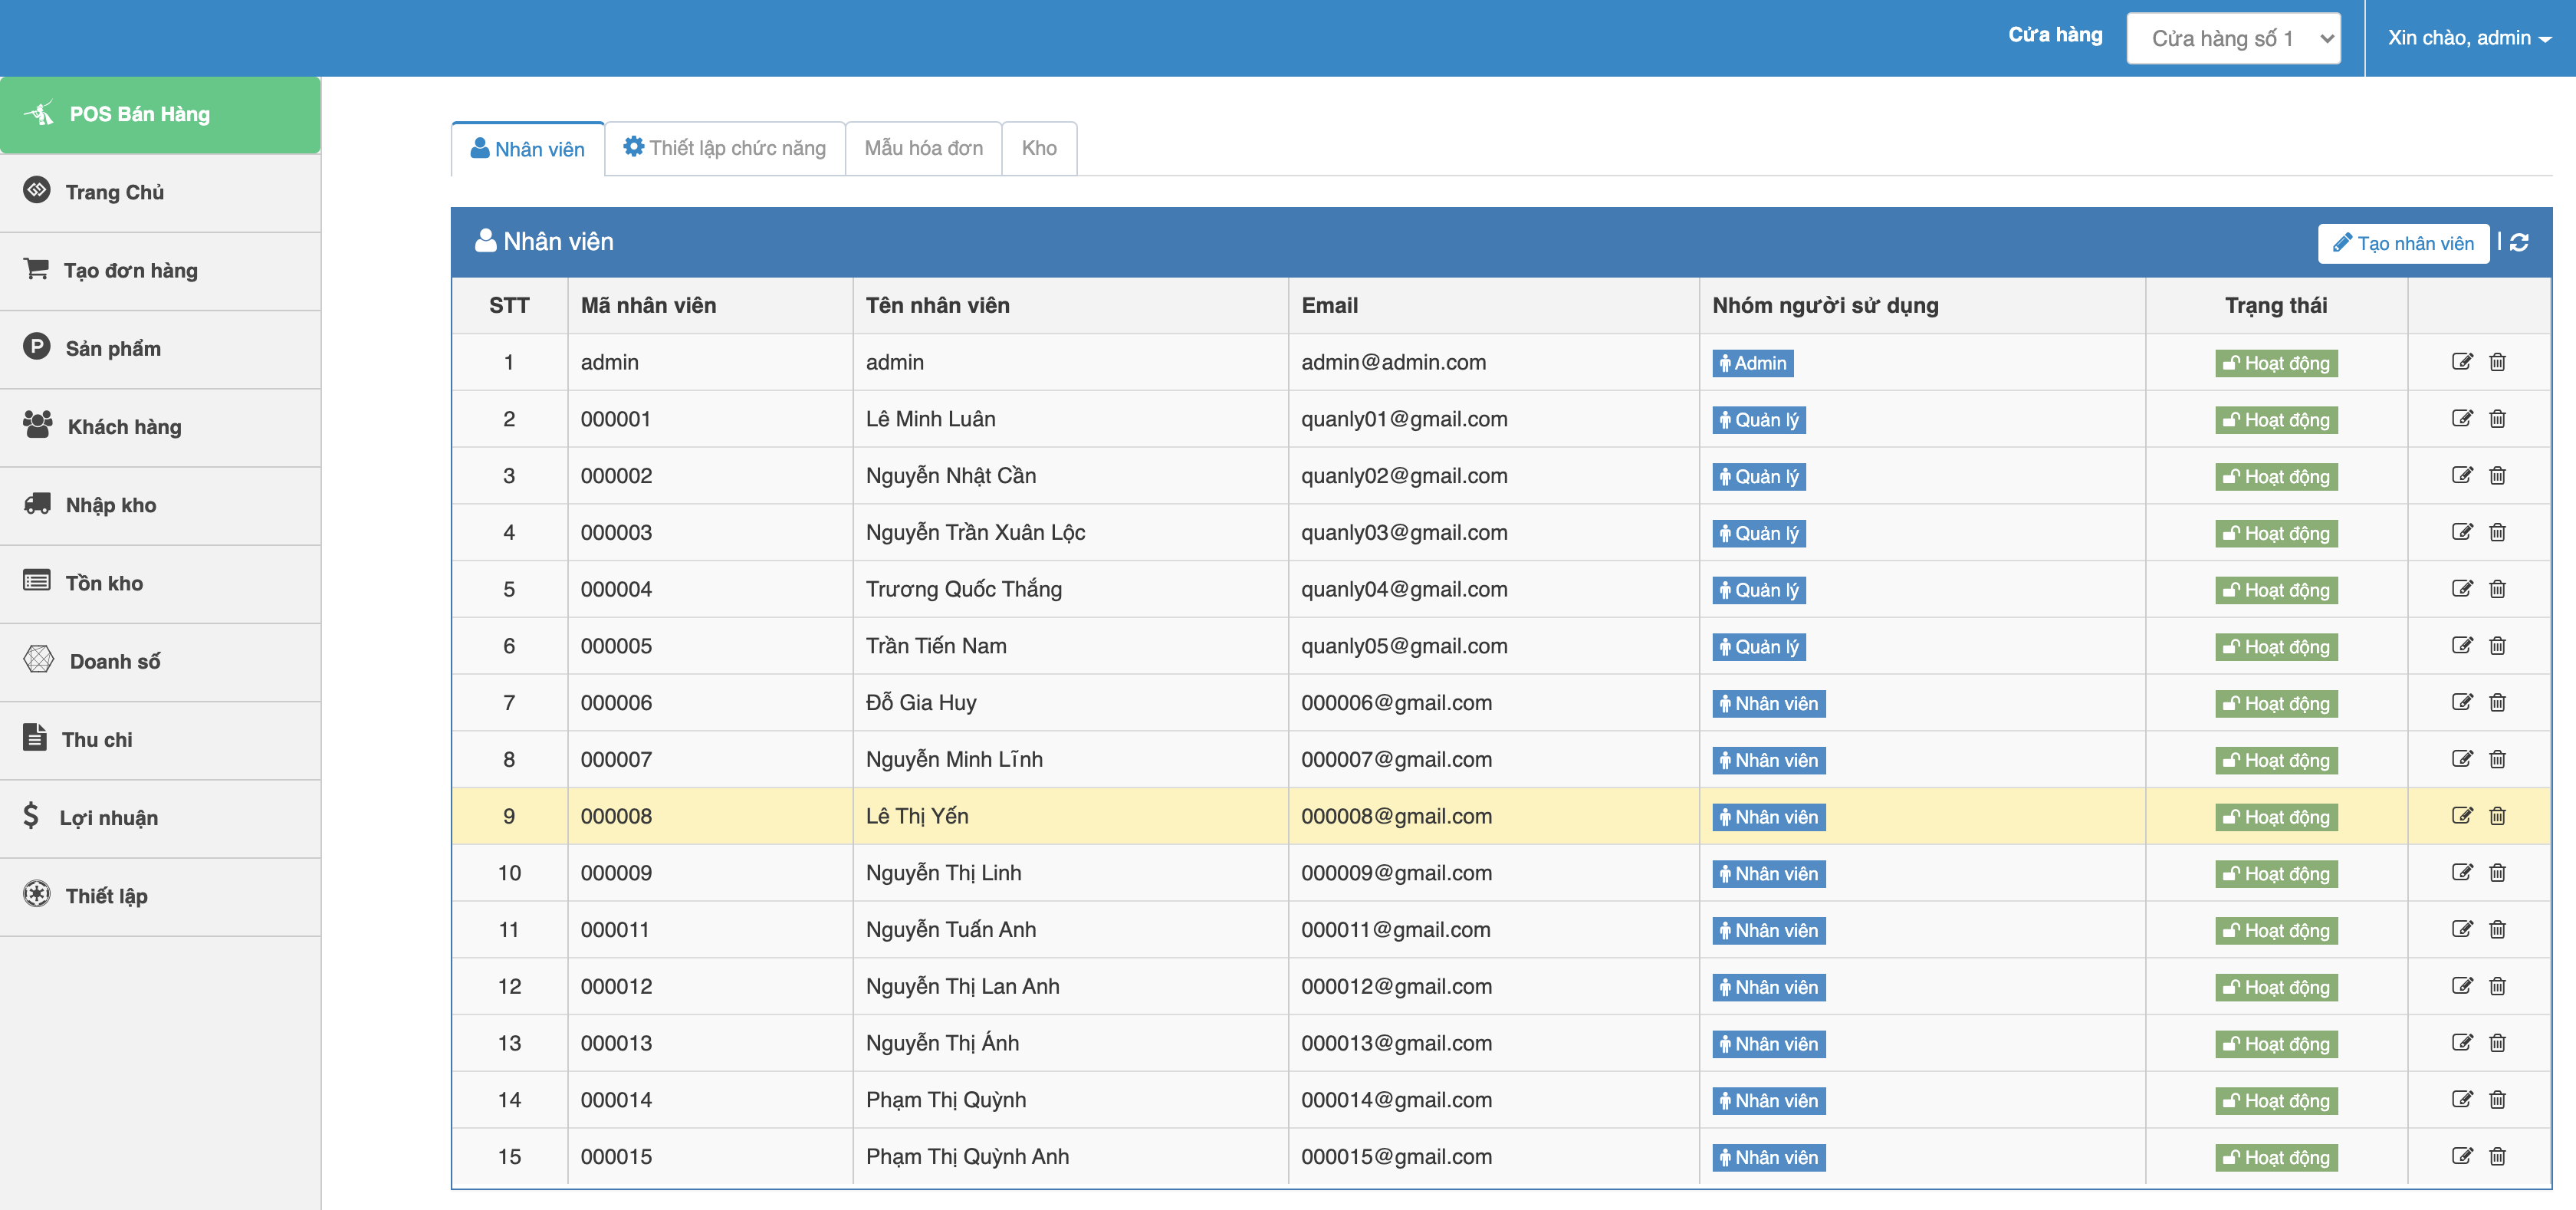 Cửa hàng Cửa hàng số 1 Xin chào, admin
POS Bán Hàng
Trang Chủ
Tạo đơn hàng
Sản phẩm
Khách hàng
Nhập kho
Tồn kho
Doanh số
Thu chi
Lợi nhuận
Thiết lập
Nhân viên Thiết lập chức năng Mẫu hóa đơn Kho
Nhân viên Tạo nhân viên |
STT Mã nhân viên Tên nhân viên Email Nhóm người sử dụng Trạng thái
1 admin admin admin@admin.com Admin Hoạt động
2 000001 Lê Minh Luân quanly01@gmail.com Quản lý Hoạt động
3 000002 Nguyễn Nhật Cần quanly02@gmail.com Quản lý Hoạt động
4 000003 Nguyễn Trần Xuân Lộc quanly03@gmail.com Quản lý Hoạt động
5 000004 Trương Quốc Thắng quanly04@gmail.com Quản lý Hoạt động
6 000005 Trần Tiến Nam quanly05@gmail.com Quản lý Hoạt động
7 000006 Đỗ Gia Huy 000006@gmail.com Nhân viên Hoạt động
8 000007 Nguyễn Minh Lĩnh 000007@gmail.com Nhân viên Hoạt động
9 000008 Lê Thị Yến 000008@gmail.com Nhân viên Hoạt động
10 000009 Nguyễn Thị Linh 000009@gmail.com Nhân viên Hoạt động
11 000011 Nguyễn Tuấn Anh 000011@gmail.com Nhân viên Hoạt động
12 000012 Nguyễn Thị Lan Anh 000012@gmail.com Nhân viên Hoạt động
13 000013 Nguyễn Thị Ánh 000013@gmail.com Nhân viên Hoạt động
14 000014 Phạm Thị Quỳnh 000014@gmail.com Nhân viên Hoạt động
15 000015 Phạm Thị Quỳnh Anh 000015@gmail.com Nhân viên Hoạt động